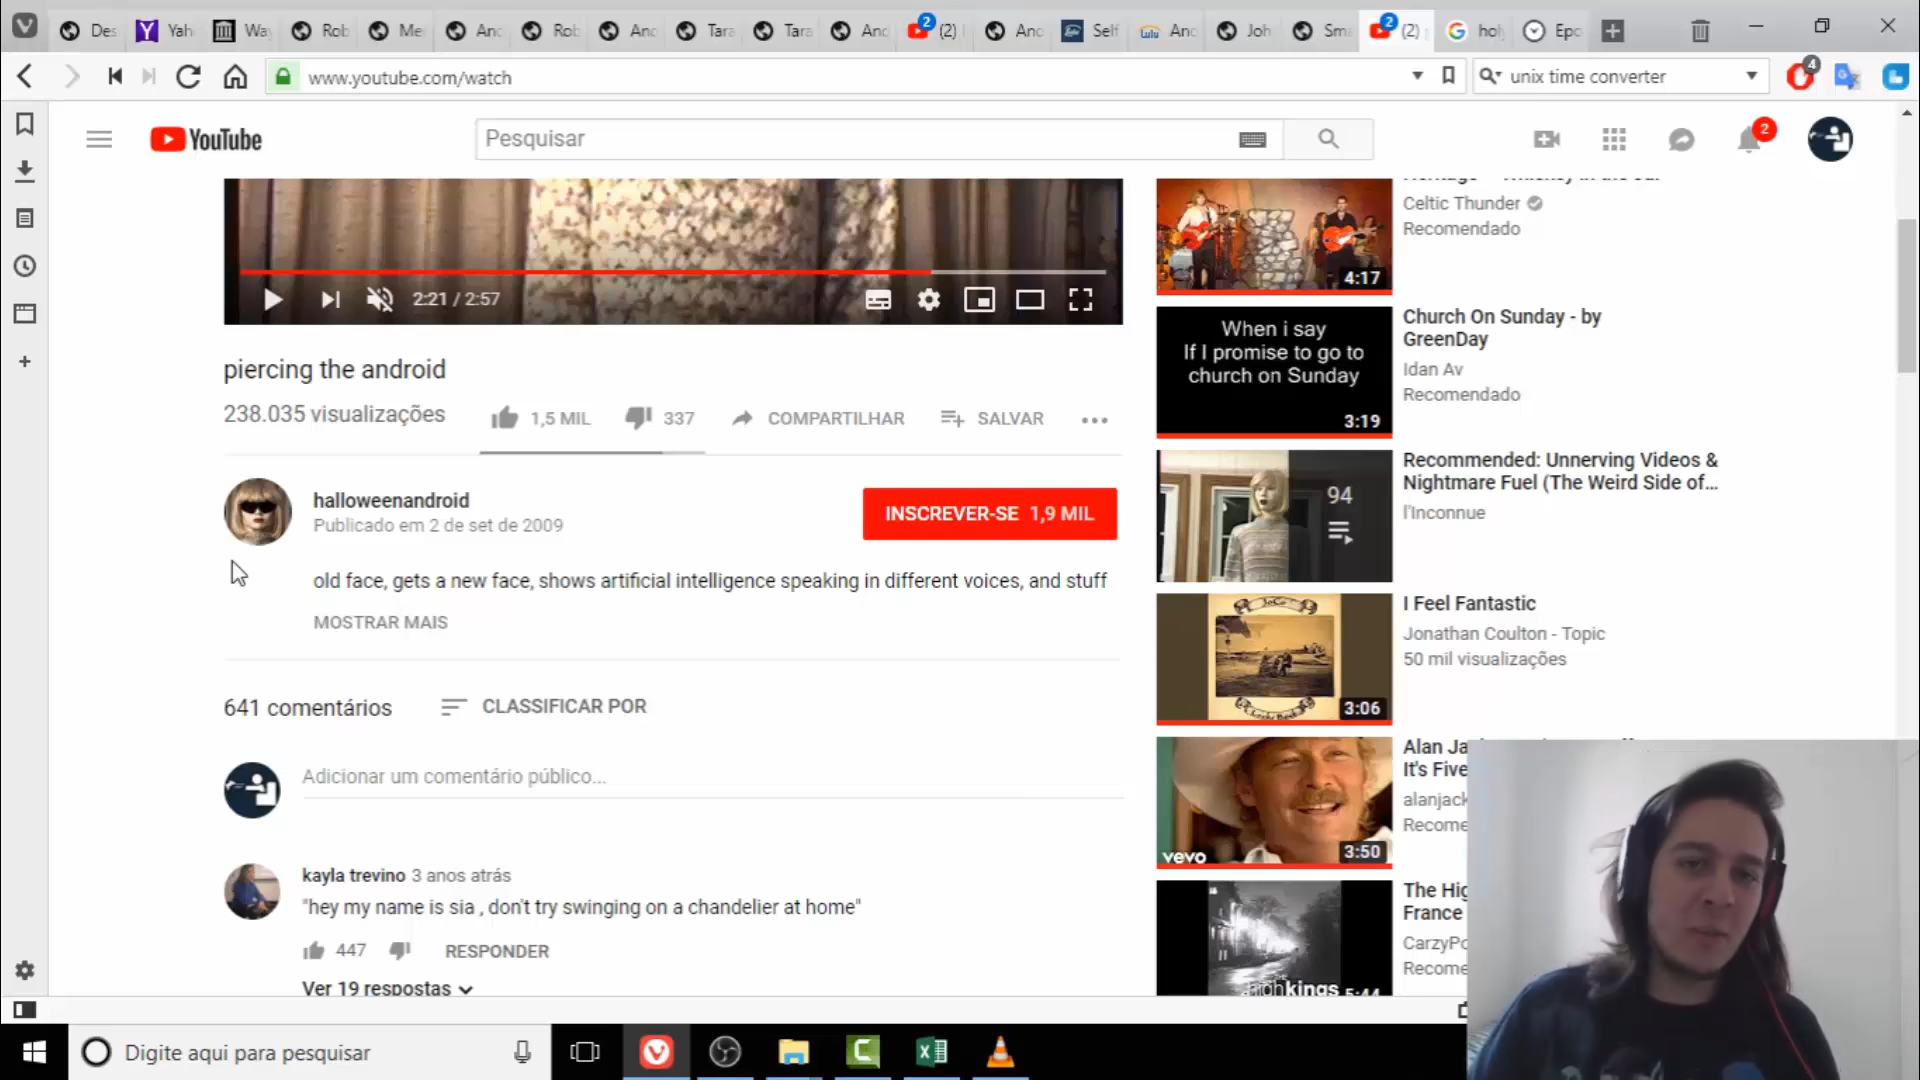 Des
Yah
Wa
Rob
Me
And
Rob
And
Tara
Tara
And
2
(2)
And
Self
Lulu
And
Joh
Sma
2
(2)
hol
Epo
www.youtube.com/watch
unix time converter
4
YouTube
Pesquisar
2
2:21 / 2:57
piercing the android
238.035 visualizações
1,5 MIL
337
COMPARTILHAR
SALVAR
halloweenandroid
Publicado em 2 de set de 2009
INSCREVER-SE 1,9 MIL
old face, gets a new face, shows artificial intelligence speaking in different voices, and stuff
MOSTRAR MAIS
641 comentários
CLASSIFICAR POR
Adicionar um comentário público...
kayla trevino 3 anos atrás
"hey my name is sia , don't try swinging on a chandelier at home"
447
RESPONDER
Ver 19 respostas
4:17
Celtic Thunder
Recomendado
When i say
If I promise to go to
church on Sunday
3:19
Church On Sunday - by
GreenDay
Idan Av
Recomendado
94
Recommended: Unnerving Videos &
Nightmare Fuel (The Weird Side of...
l'Inconnue
JoCo
3:06
I Feel Fantastic
Jonathan Coulton - Topic
50 mil visualizações
vevo
3:50
Alan Ja
It's Five
alanjack
Recome
highkings
5:44
The Hig
France
CarzyPo
Recome
Digite aqui para pesquisar